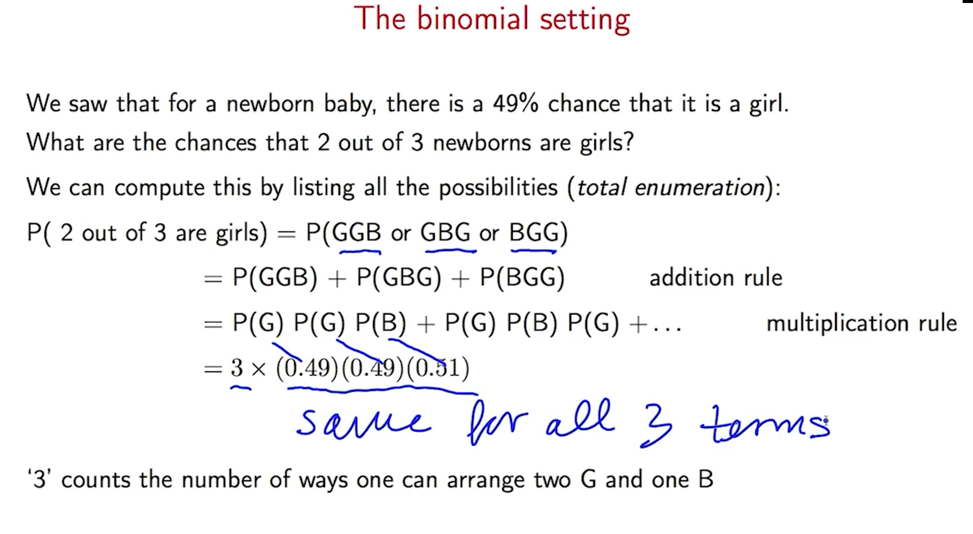 The binomial setting
We saw that for a newborn baby, there is a 49% chance that it is a girl.
What are the chances that 2 out of 3 newborns are girls?
We can compute this by listing all the possibilities (total enumeration):
P( 2 out of 3 are girls) = P(GGB or GBG or BGG)
= P(GGB) + P(GBG) + P(BGG) addition rule
= P(G) P(G) P(B) + P(G) P(B) P(G) +... multiplication rule
= 3 × (0.49)(0.49)(0.51)
same for all 3 terms
‘3’ counts the number of ways one can arrange two G and one B